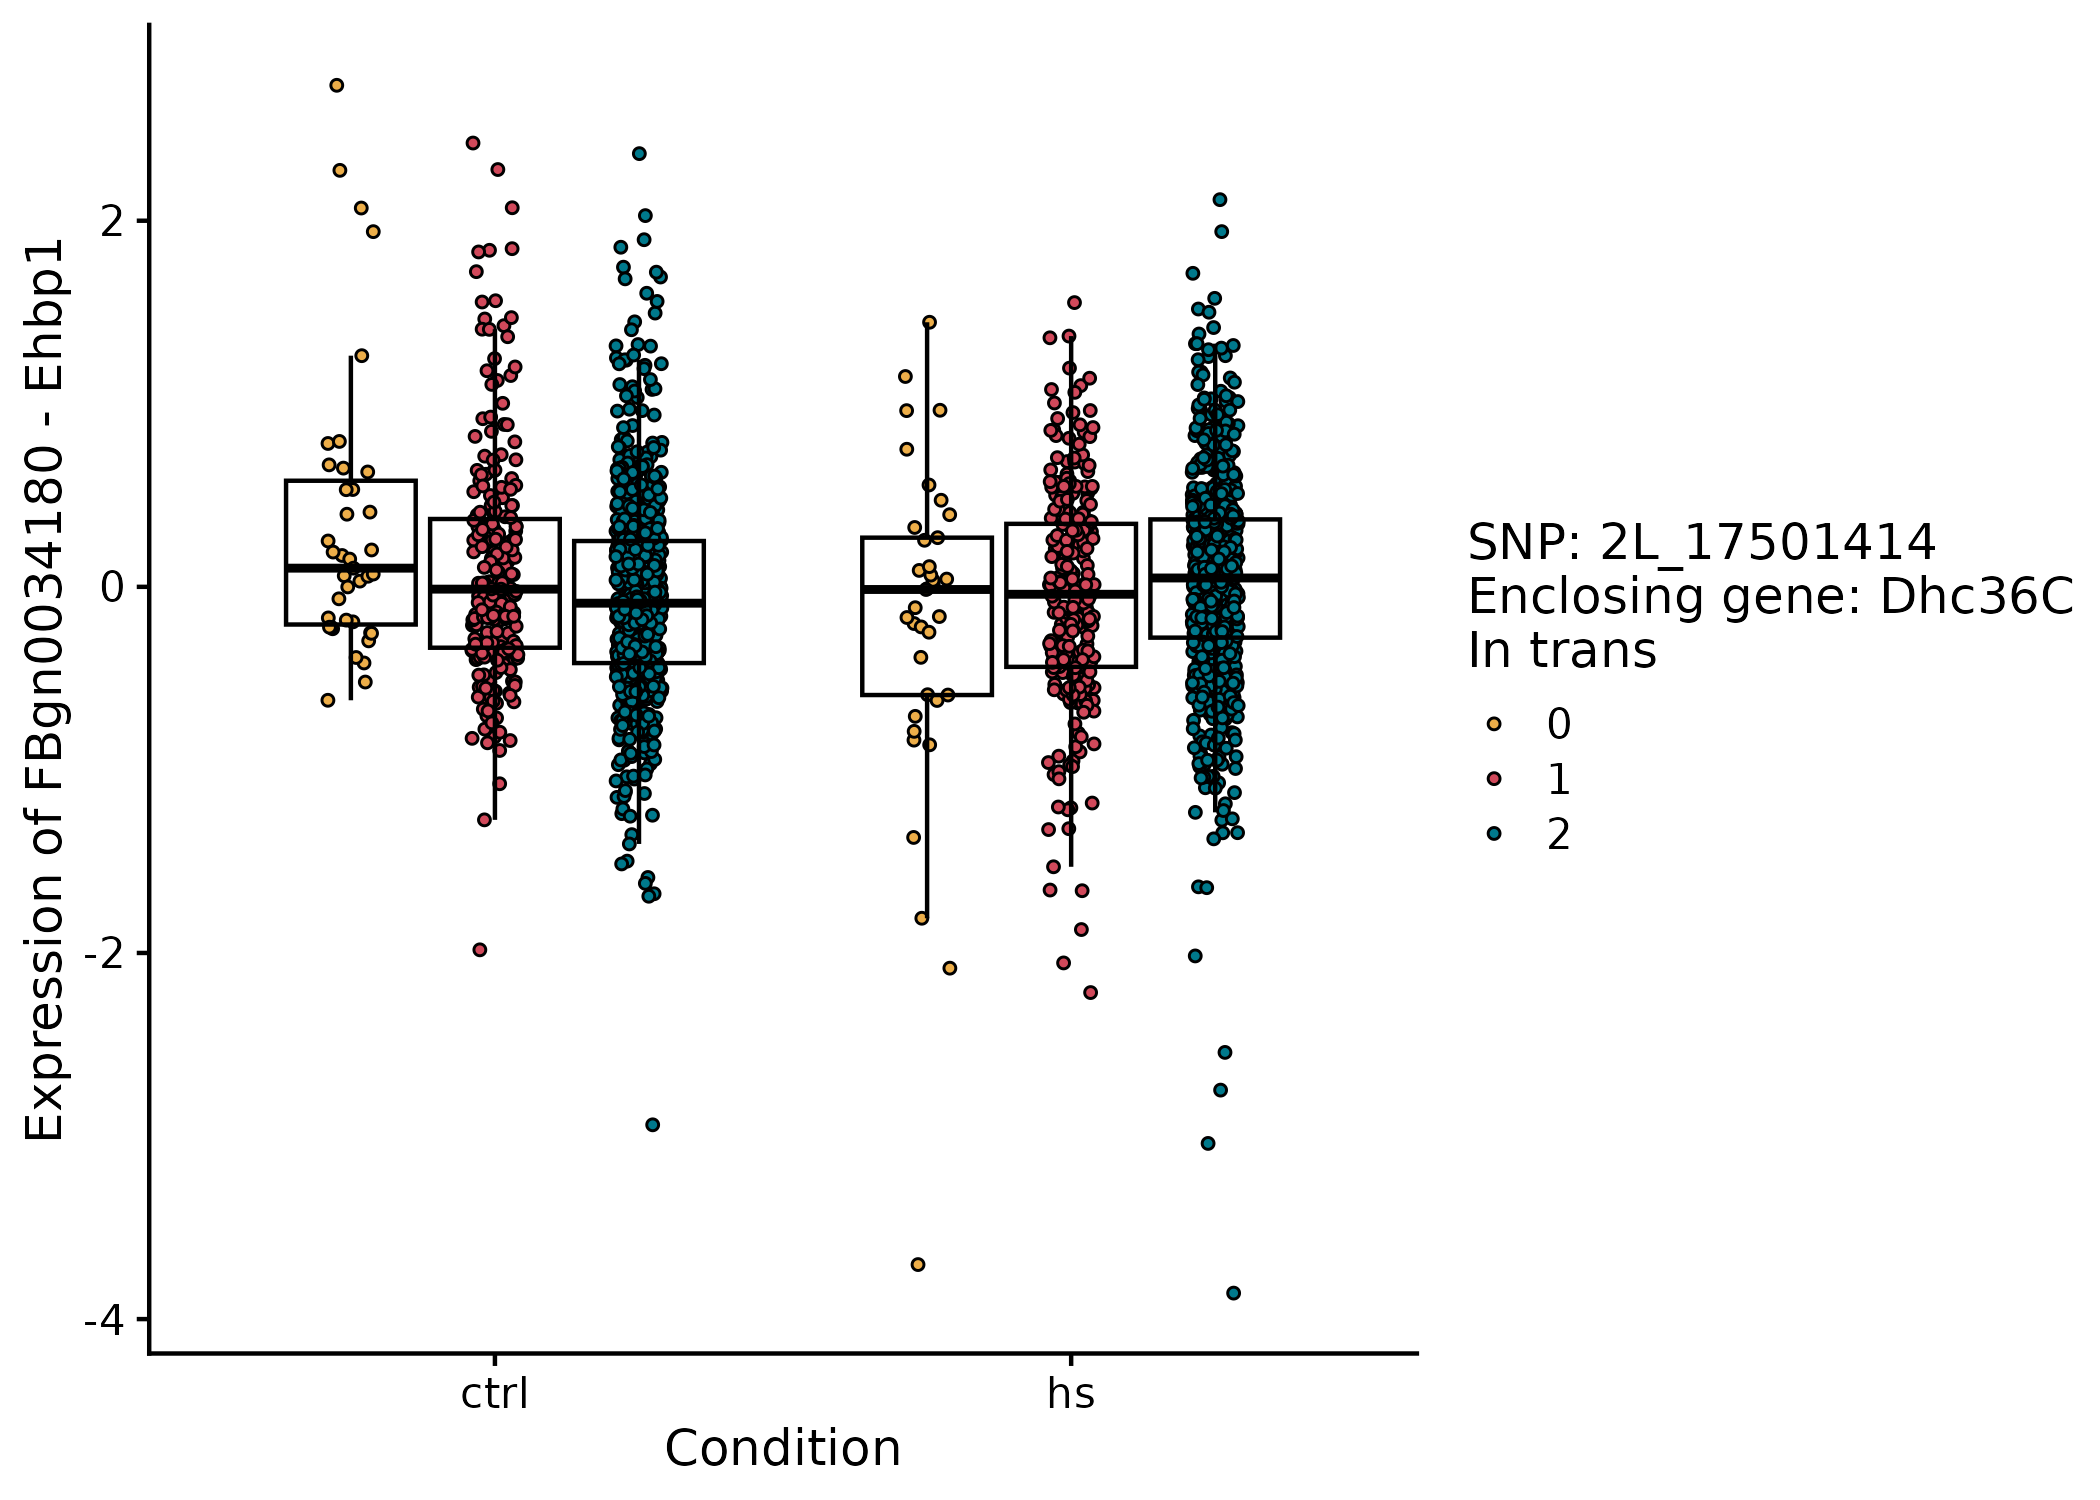 Expression of FBgn0034180 - Ehbp1
2
0
-2
-4
ctrl
hs
Condition
SNP: 2L_17501414
Enclosing gene: Dhc36C
In trans
0
1
2